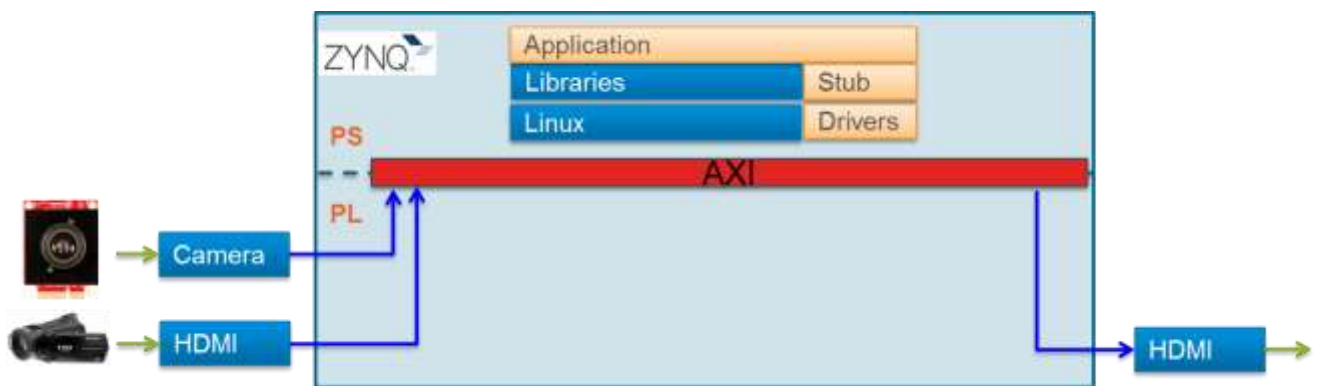 ZYNQ
Application
Libraries
Stub
Linux
Drivers
PS
AXI
PL
Camera
HDMI
HDMI